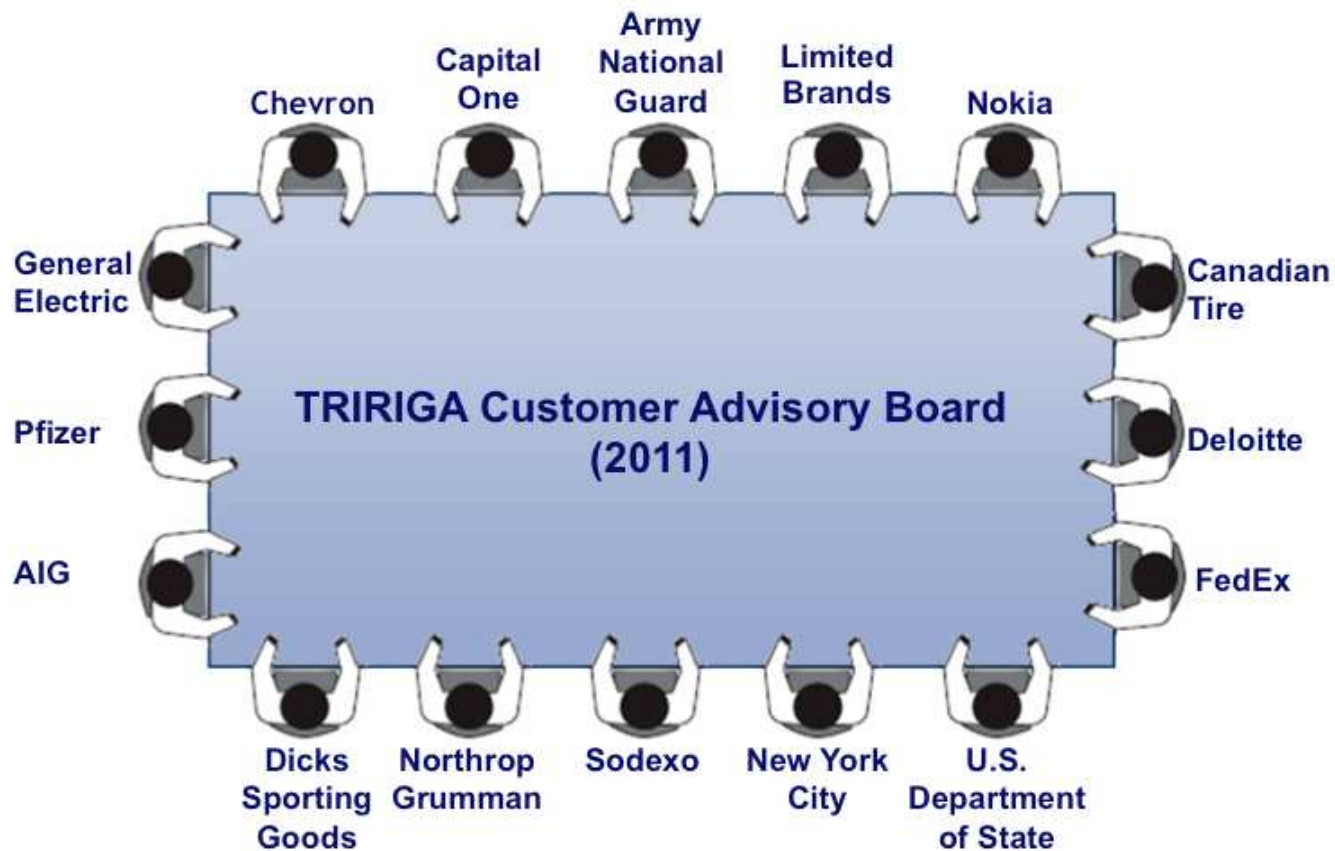 Army
National
Guard
Capital
One
Limited
Brands
Chevron
Nokia
General
Electric
Canadian
Tire
TRIRIGA Customer Advisory Board
(2011)
Pfizer
Deloitte
AIG
FedEx
Dicks
Sporting
Goods
Northrop
Grumman
Sodexo
New York
City
U.S.
Department
of State